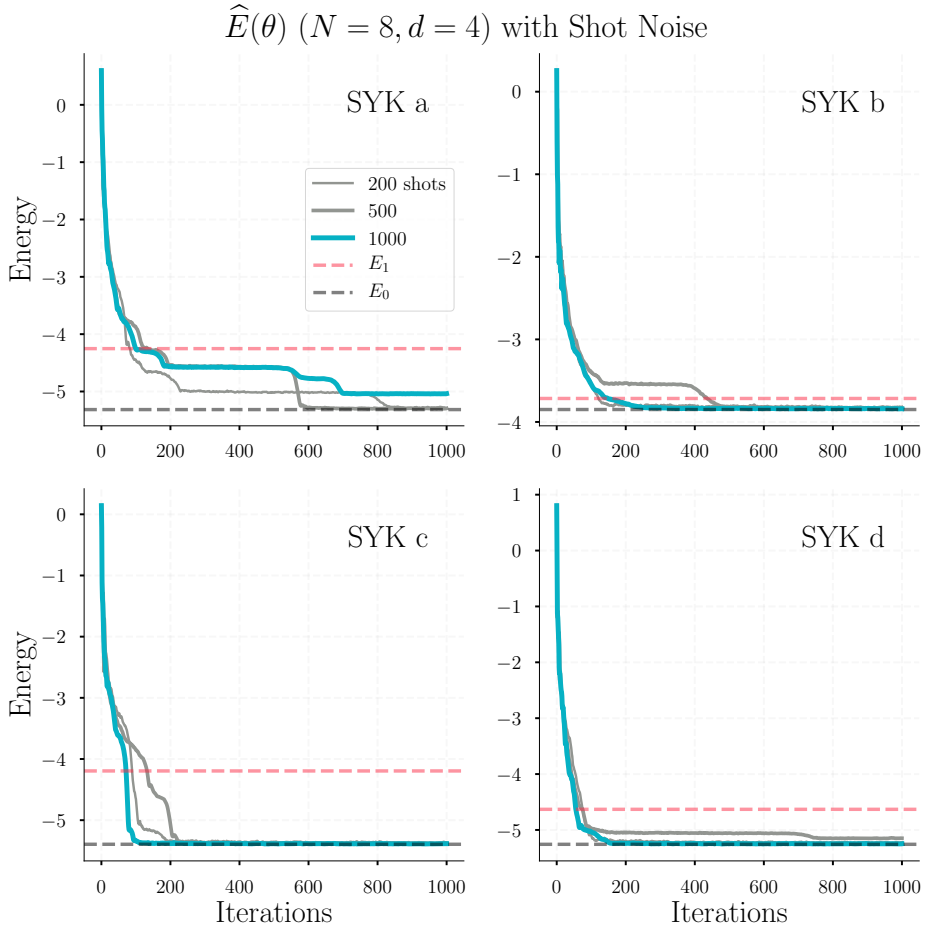 Ê(θ) (N = 8, d = 4) with Shot Noise
SYK a
0
−1
−2
−3
−4
−5
Energy
200 shots
500
1000
E₁
E₀
0 200 400 600 800 1000
SYK b
0
−1
−2
−3
−4
0 200 400 600 800 1000
SYK c
0
−1
−2
−3
−4
−5
Energy
0 200 400 600 800 1000
Iterations
SYK d
1
0
−1
−2
−3
−4
−5
0 200 400 600 800 1000
Iterations